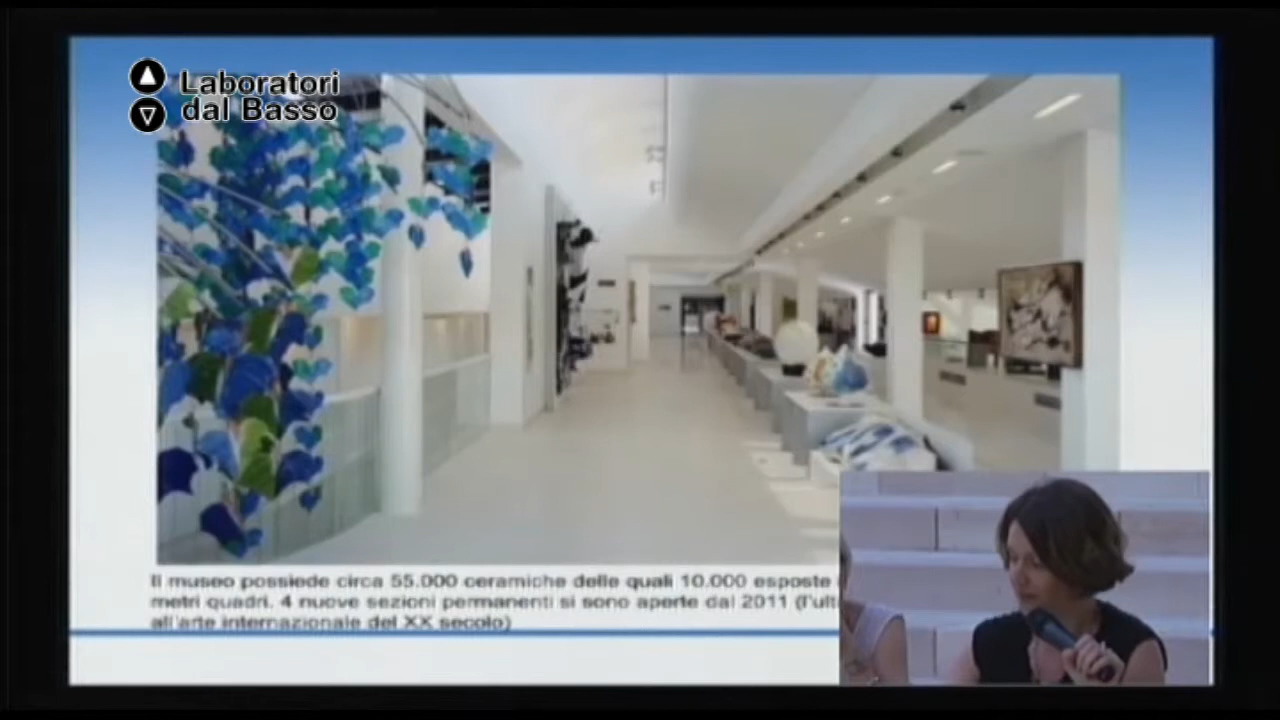 Laboratori
dal Basso
Il museo possiede circa 55.000 ceramiche delle quali 10.000 esposte
metri quadri. 4 nuove sezioni permanenti si sono aperte dal 2011 (l'ult
all'arte internazionale del XX secolo)